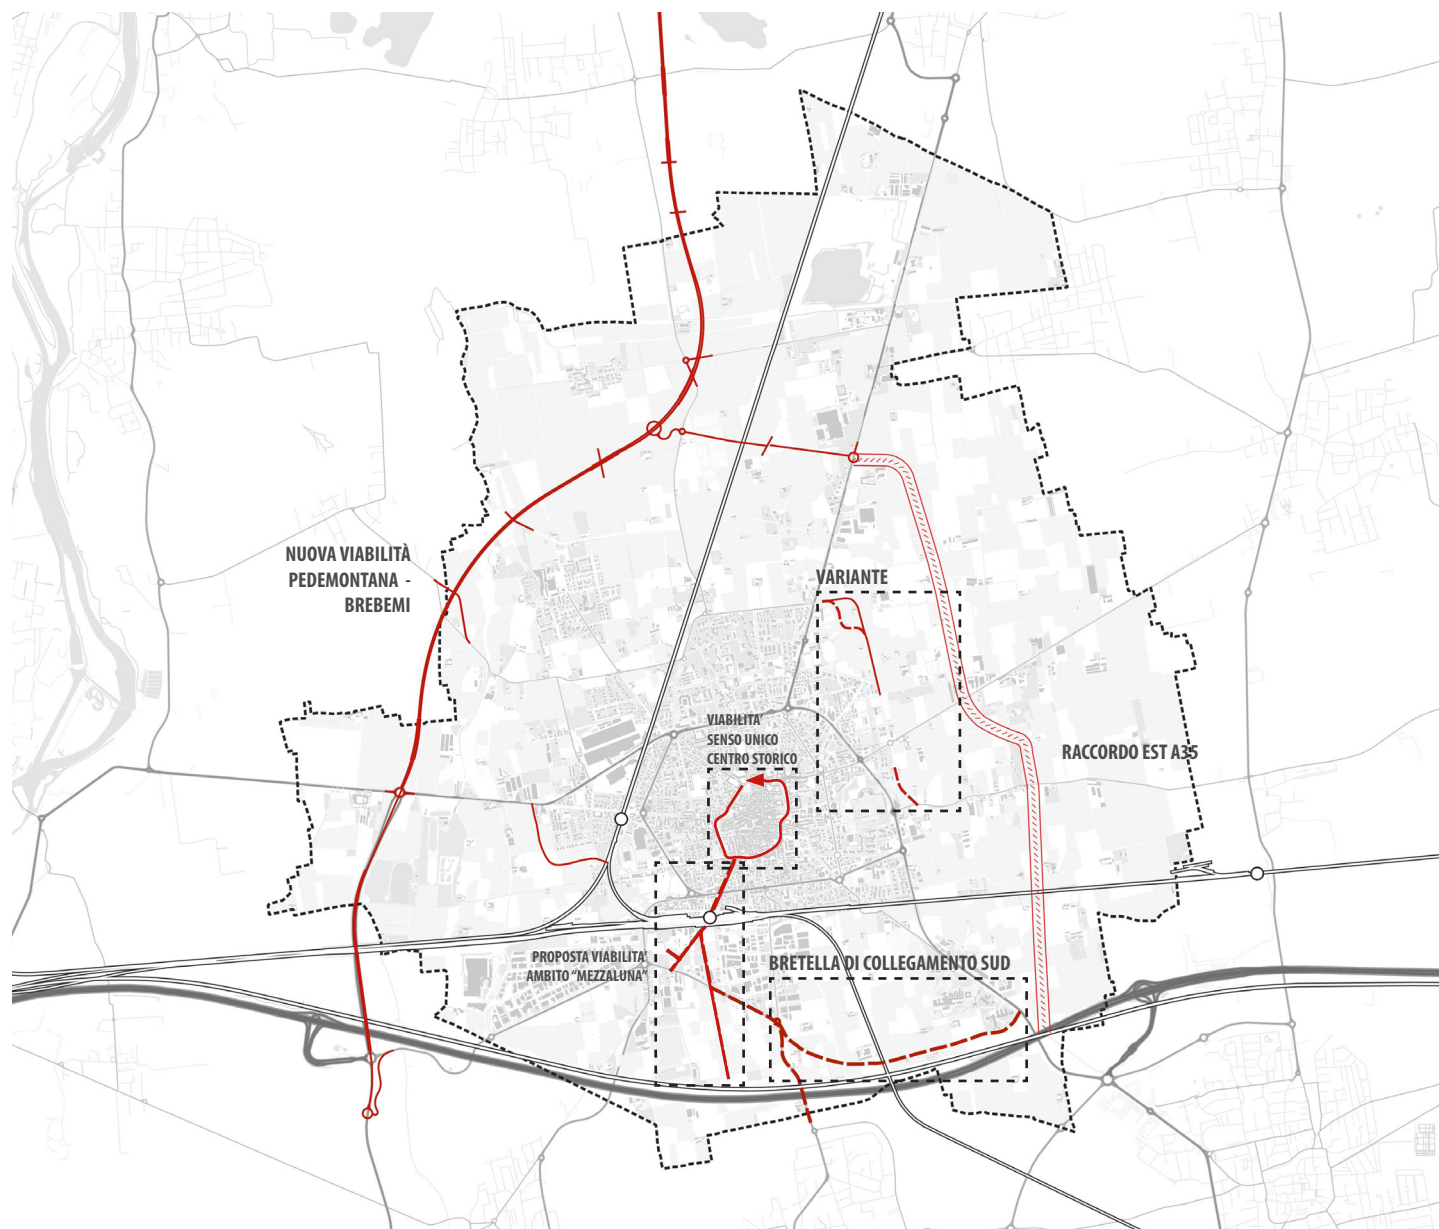 NUOVA VIABILITÀ
PEDEMONTANA -
BREBEMI
VARIANTE
VIABILITA'
SENSO UNICO
CENTRO STORICO
RACCORDO EST A35
PROPOSTA VIABILITA'
AMBITO "MEZZALUNA"
BRETELLA DI COLLEGAMENTO SUD